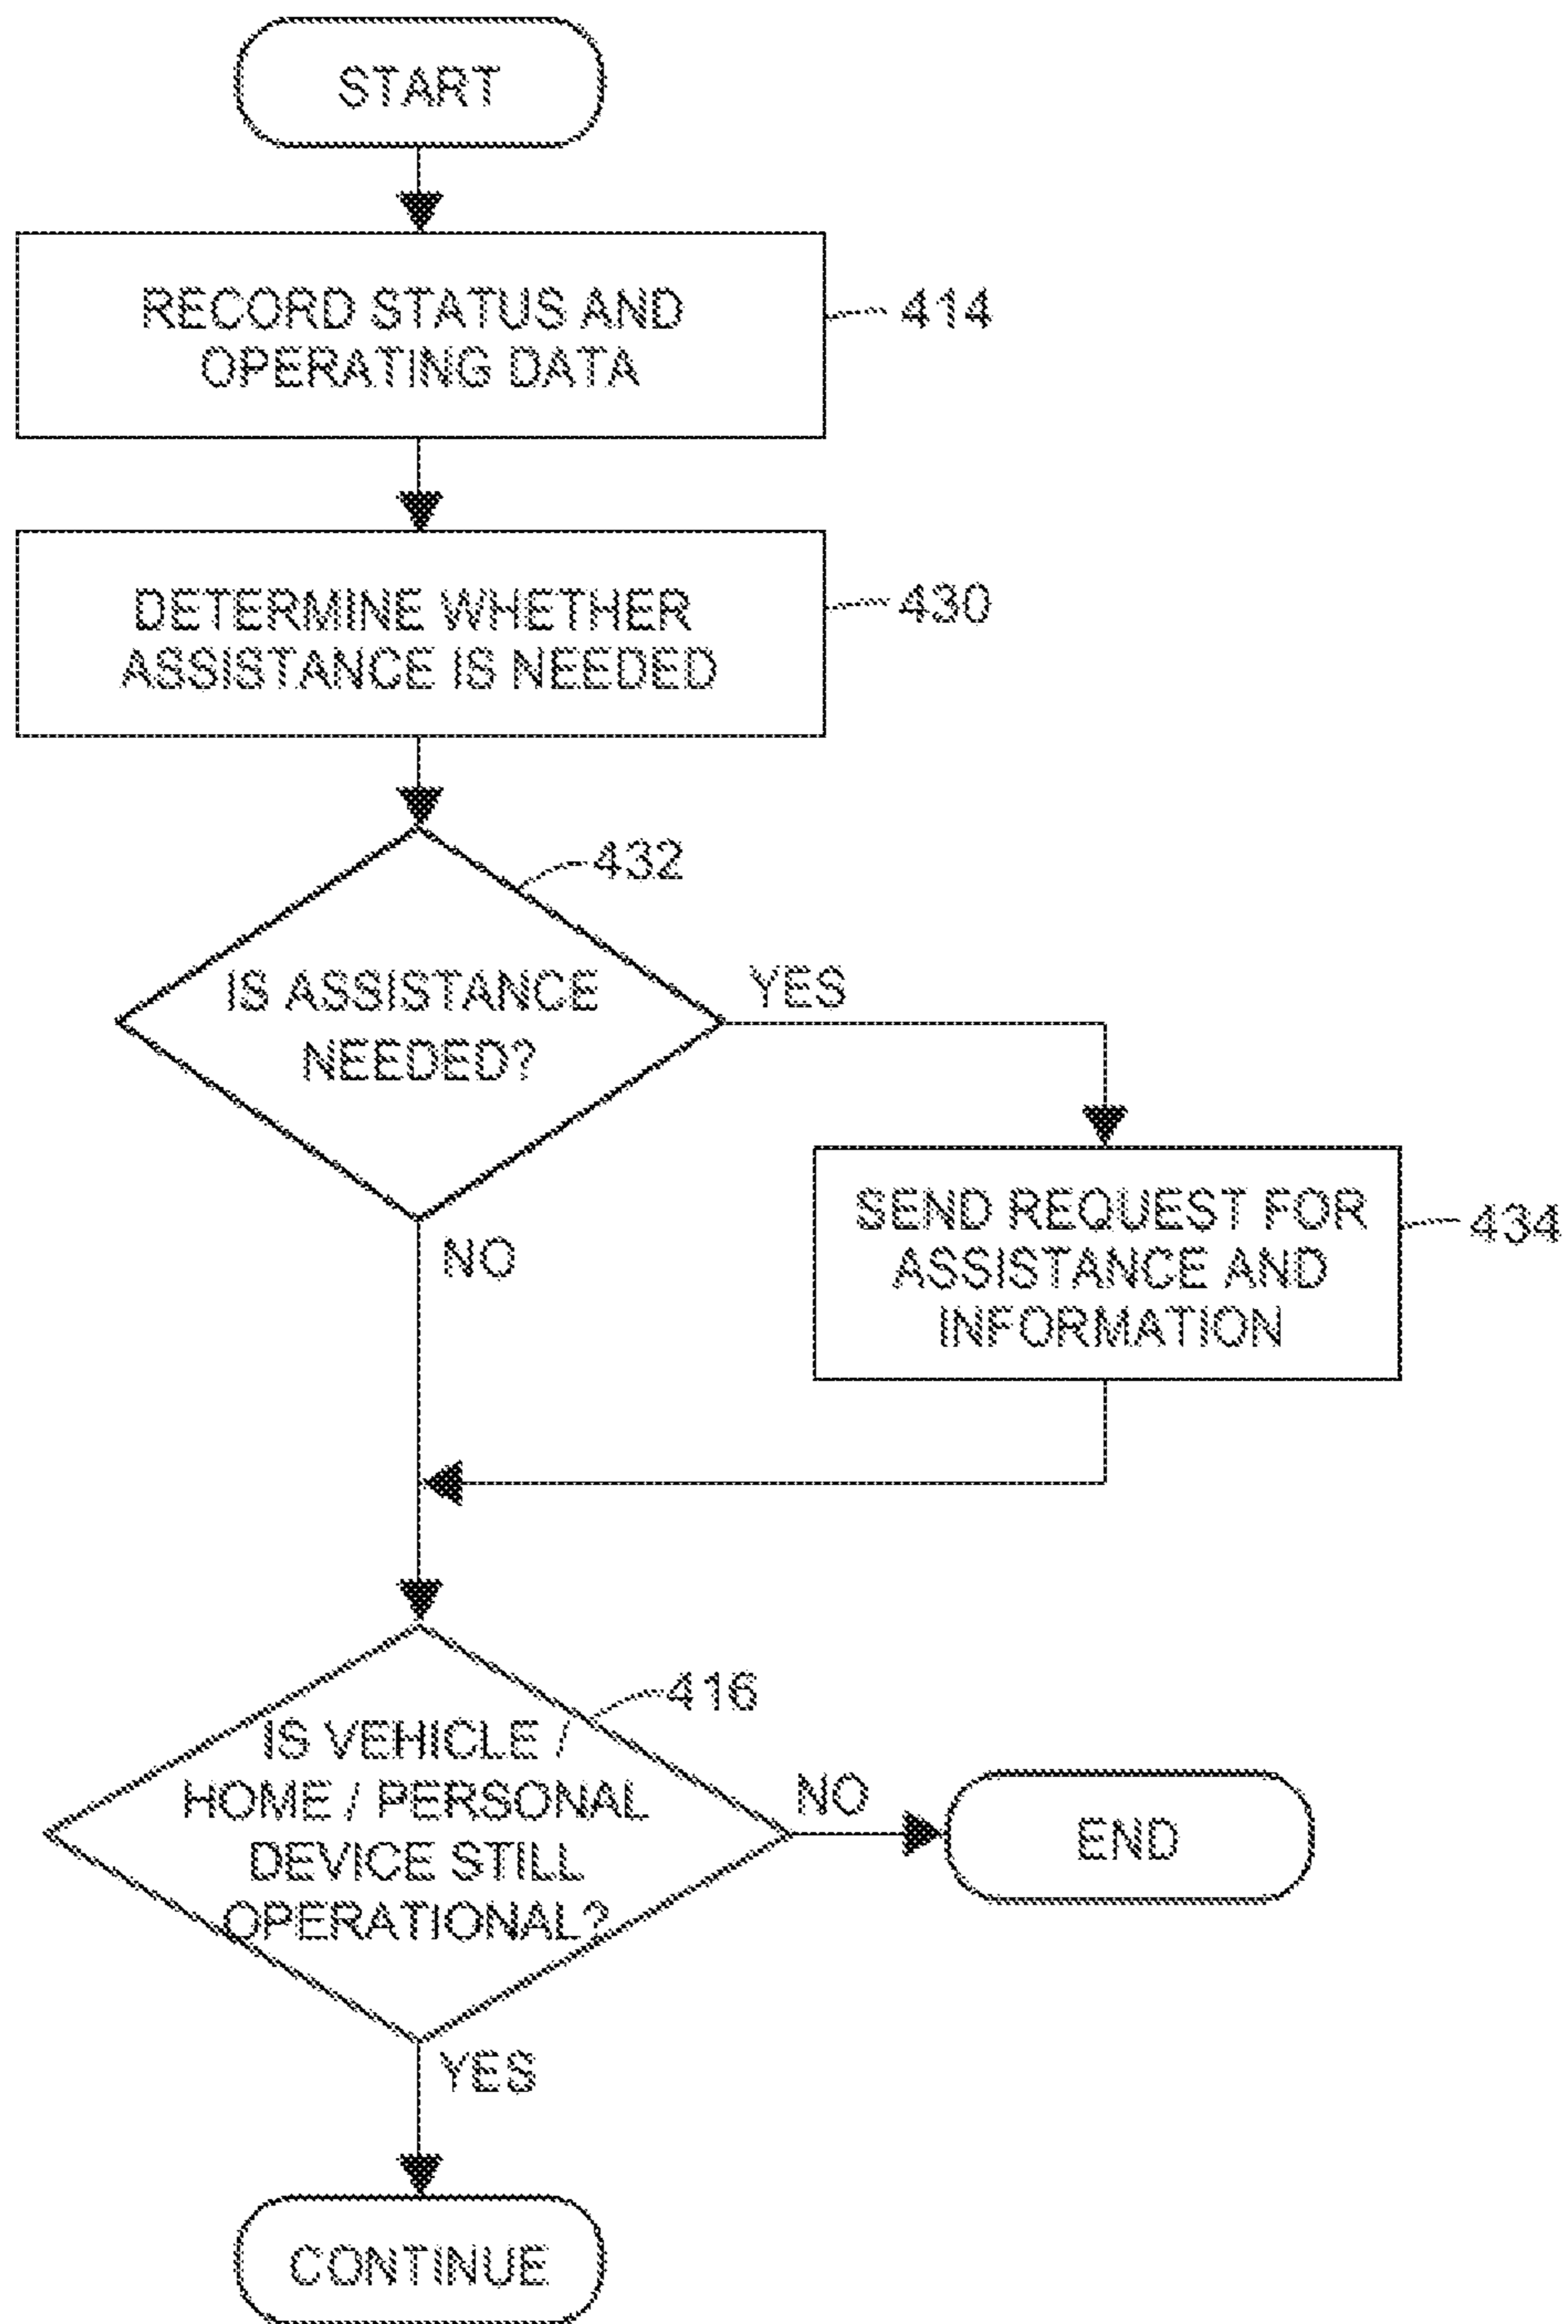 START
RECORD STATUS AND
OPERATING DATA
414
DETERMINE WHETHER
ASSISTANCE IS NEEDED
430
432
IS ASSISTANCE
NEEDED?
YES
NO
SEND REQUEST FOR
ASSISTANCE AND
INFORMATION
434
416
IS VEHICLE /
HOME / PERSONAL
DEVICE STILL
OPERATIONAL?
NO
END
YES
CONTINUE